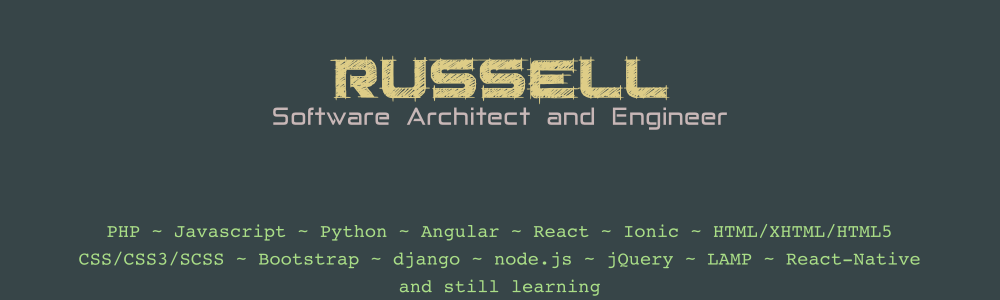 RUSSELL
Software Architect and Engineer
PHP ~ Javascript ~ Python ~ Angular ~ React ~ Ionic ~ HTML/XHTML/HTML5
CSS/CSS3/SCSS ~ Bootstrap ~ django ~ node.js ~ jQuery ~ LAMP ~ React-Native
and still learning